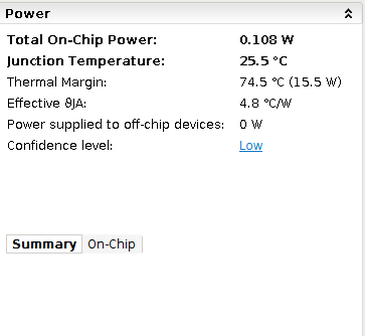 Power
Total On-Chip Power: 0.108 W
Junction Temperature: 25.5 °C
Thermal Margin: 74.5 °C (15.5 W)
Effective ϑJA: 4.8 °C/W
Power supplied to off-chip devices: 0 W
Confidence level: Low
Summary On-Chip